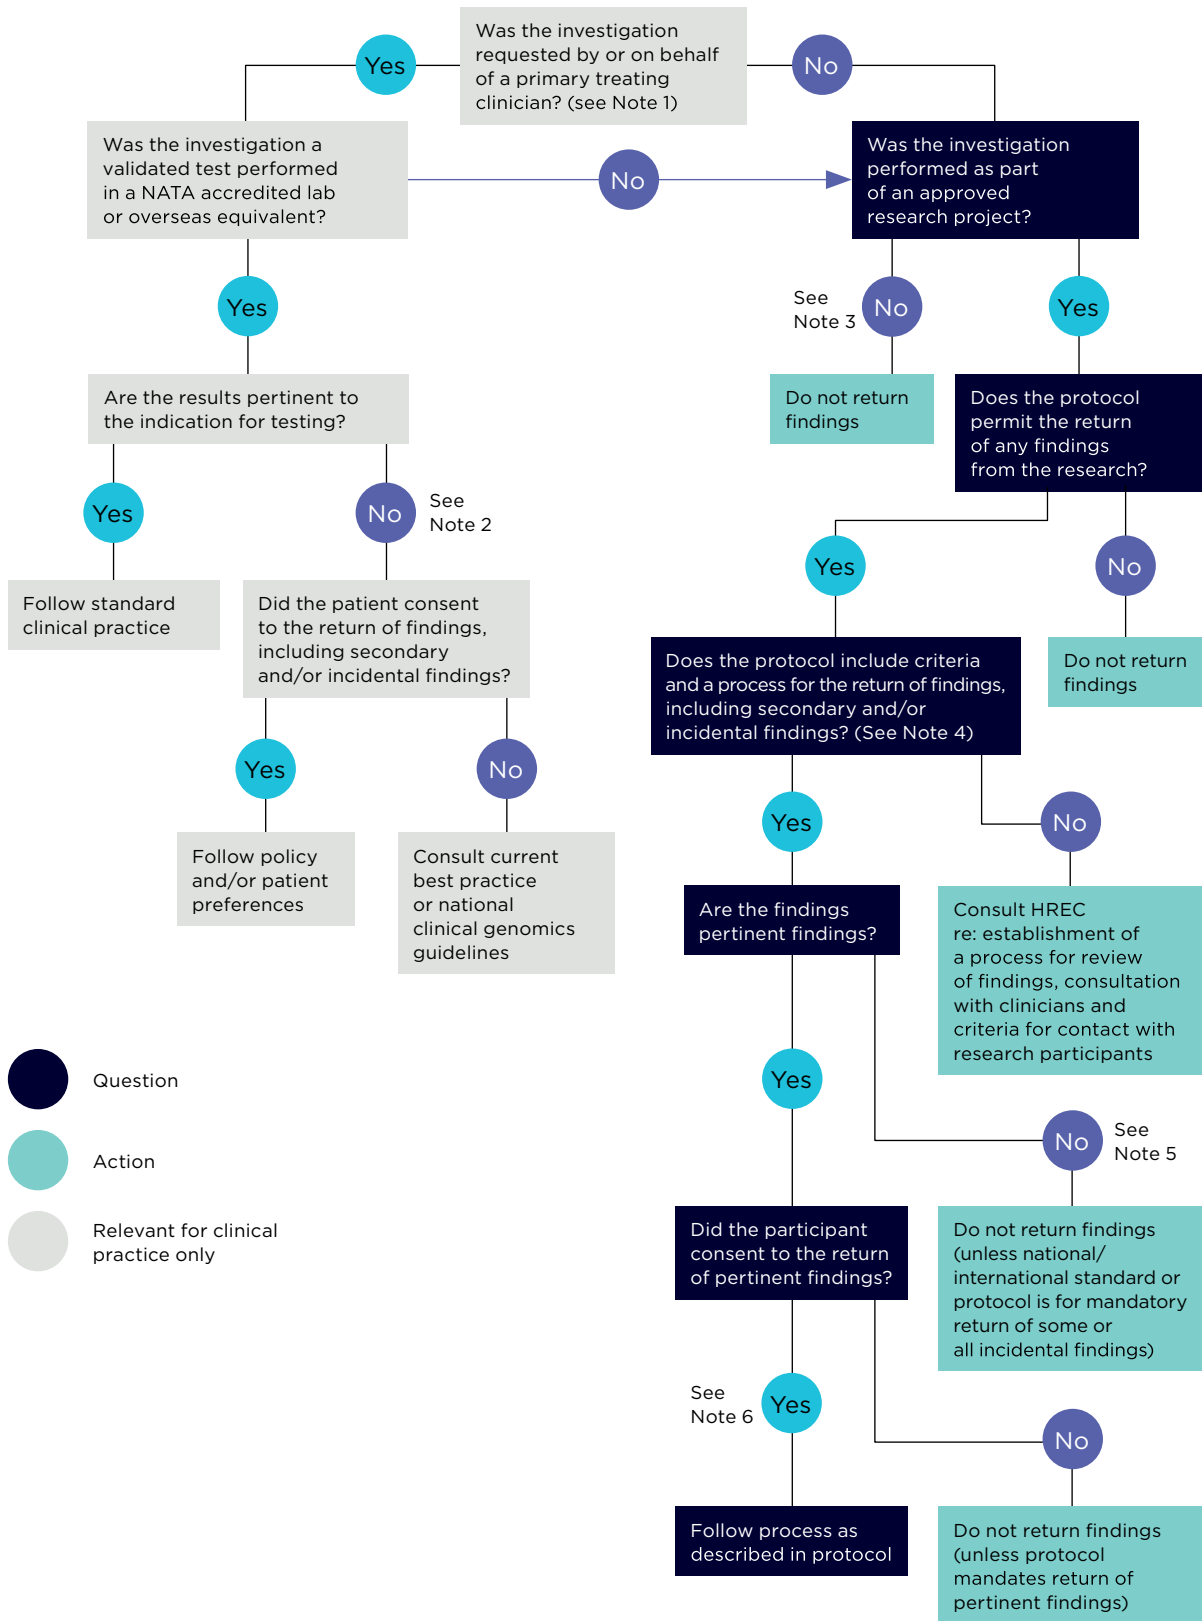 Was the investigation
requested by or on behalf
of a primary treating
clinician? (see Note 1)
Yes
No
Was the investigation a
validated test performed
in a NATA accredited lab
or overseas equivalent?
No
Was the investigation
performed as part
of an approved
research project?
Yes
See
Note 3
No
Yes
Are the results pertinent to
the indication for testing?
Do not return
findings
Does the protocol
permit the return
of any findings
from the research?
Yes
No
See
Note 2
Yes
No
Follow standard
clinical practice
Did the patient consent
to the return of findings,
including secondary
and/or incidental findings?
Does the protocol include criteria
and a process for the return of findings,
including secondary and/or
incidental findings? (See Note 4)
Do not return
findings
Yes
No
Yes
No
Follow policy
and/or patient
preferences
Consult current
best practice
or national
clinical genomics
guidelines
Are the findings
pertinent findings?
Consult HREC
re: establishment of
a process for review
of findings, consultation
with clinicians and
criteria for contact with
research participants
Question
Action
Relevant for clinical
practice only
Yes
No
See
Note 5
Did the participant
consent to the return
of pertinent findings?
Do not return findings
(unless national/
international standard or
protocol is for mandatory
return of some or
all incidental findings)
See
Note 6
Yes
No
Follow process as
described in protocol
Do not return findings
(unless protocol
mandates return of
pertinent findings)